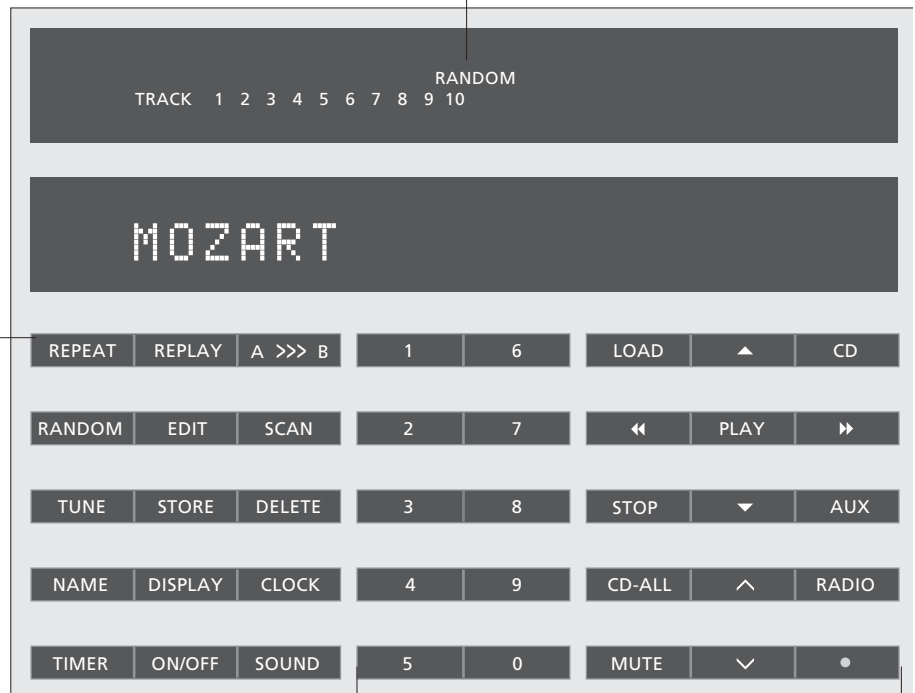 RANDOM
TRACK 1 2 3 4 5 6 7 8 9 10
MOZART
REPEAT REPLAY A >>> B 1 6 LOAD ▲ CD
RANDOM EDIT SCAN 2 7 ◀◀ PLAY ▶▶
TUNE STORE DELETE 3 8 STOP ▼ AUX
NAME DISPLAY CLOCK 4 9 CD-ALL ︿ RADIO
TIMER ON/OFF SOUND 5 0 MUTE ﹀ ●